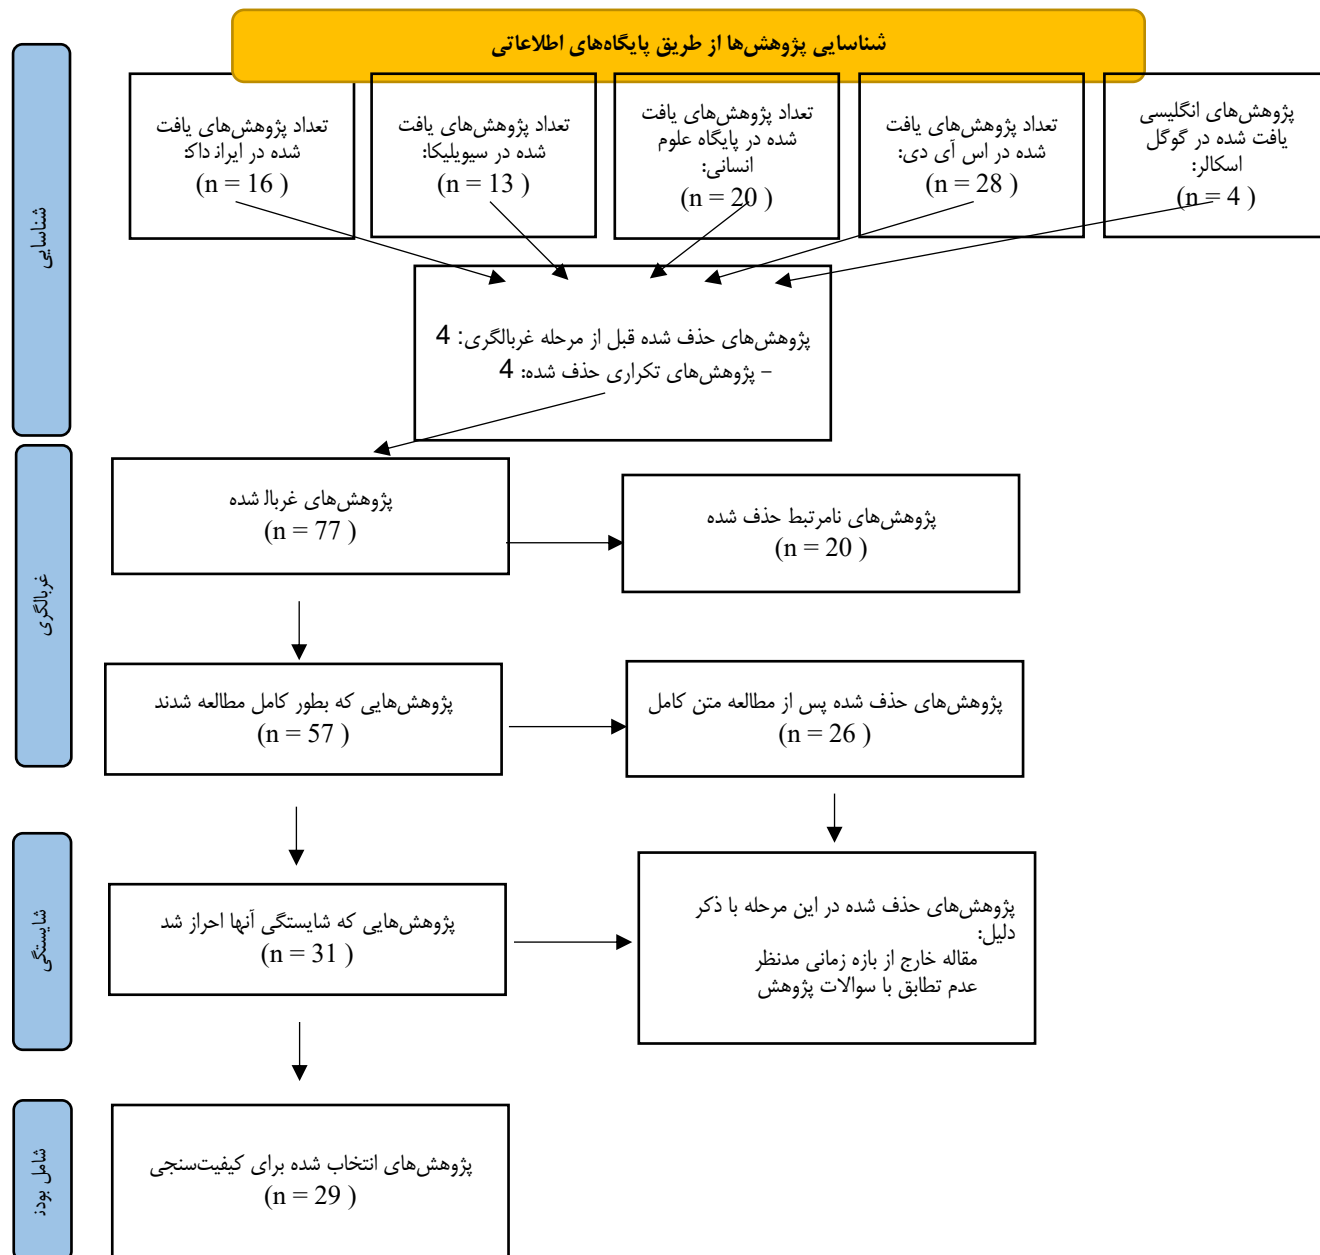 شناسایی پژوهش‌ها از طریق پایگاه‌های اطلاعاتی
پژوهش‌های انگلیسی
یافت شده در گوگل
اسکالر:
(n = 4 )
تعداد پژوهش‌های یافت
شده در اس آی دی:
(n = 28 )
تعداد پژوهش‌های یافت
شده در پایگاه علوم
انسانی:
(n = 20 )
تعداد پژوهش‌های یافت
شده در سیویلیکا:
(n = 13 )
تعداد پژوهش‌های یافت
شده در ایرانداک:
(n = 16 )
شناسایی
پژوهش‌های حذف شده قبل از مرحله غربالگری: 4
- پژوهش‌های تکراری حذف شده: 4
غربالگری
پژوهش‌های غربال شده
(n = 77 )
پژوهش‌های نامرتبط حذف شده
(n = 20 )
پژوهش‌هایی که بطور کامل مطالعه شدند
(n = 57 )
پژوهش‌های حذف شده پس از مطالعه متن کامل
(n = 26 )
شایستگی
پژوهش‌هایی که شایستگی آنها احراز شد
(n = 31 )
پژوهش‌های حذف شده در این مرحله با ذکر
دلیل:
مقاله خارج از بازه زمانی مدنظر
عدم تطابق با سوالات پژوهش
شامل بودن
پژوهش‌های انتخاب شده برای کیفیت‌سنجی
(n = 29 )